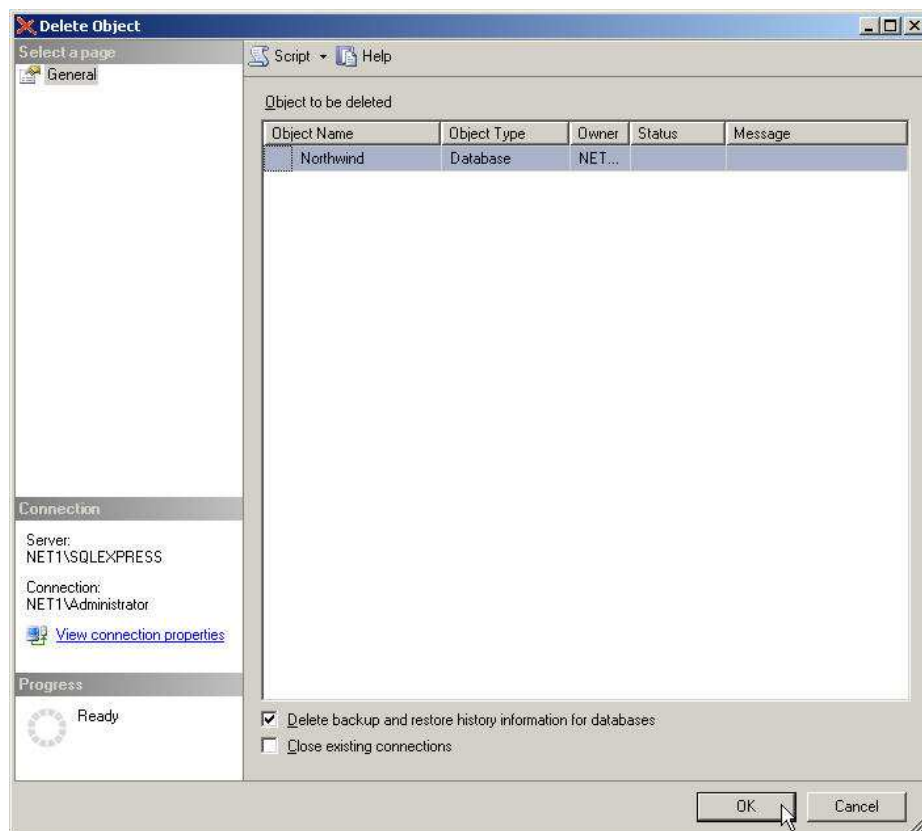 Delete Object
Select a page
General
Script Help
Object to be deleted
Object Name Object Type Owner Status Message
Northwind Database NET...
Connection
Server:
NET1\SQLEXPRESS
Connection:
NET1\Administrator
View connection properties
Progress
Ready
Delete backup and restore history information for databases
Close existing connections
OK Cancel